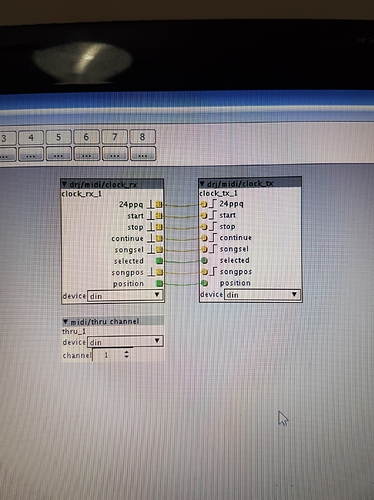 3 4 5 6 7 8
... ... ... ... ... ...
drj/midi/clock_rx
clock_rx_1
24ppq
start
stop
continue
songsel
selected
songpos
position
device din
drj/midi/clock_tx
clock_tx_1
24ppq
start
stop
continue
songsel
selected
songpos
position
device din
midi/thru channel
thru_1
device din
channel 1